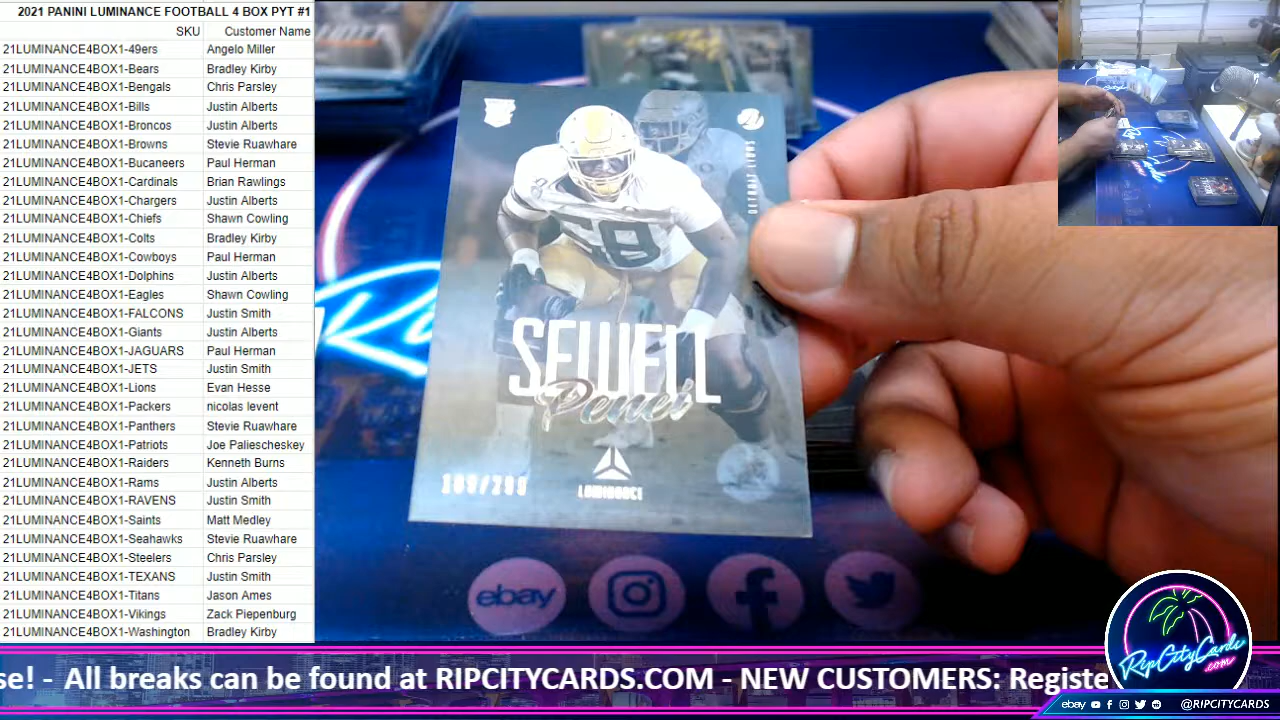 2021 PANINI LUMINANCE FOOTBALL 4 BOX PYT #1
SKU Customer Name
21LUMINANCE4BOX1-49ers Angelo Miller
21LUMINANCE4BOX1-Bears Bradley Kirby
21LUMINANCE4BOX1-Bengals Chris Parsley
21LUMINANCE4BOX1-Bills Justin Alberts
21LUMINANCE4BOX1-Broncos Justin Alberts
21LUMINANCE4BOX1-Browns Stevie Ruawhare
21LUMINANCE4BOX1-Bucaneers Paul Herman
21LUMINANCE4BOX1-Cardinals Brian Rawlings
21LUMINANCE4BOX1-Chargers Justin Alberts
21LUMINANCE4BOX1-Chiefs Shawn Cowling
21LUMINANCE4BOX1-Colts Bradley Kirby
21LUMINANCE4BOX1-Cowboys Paul Herman
21LUMINANCE4BOX1-Dolphins Justin Alberts
21LUMINANCE4BOX1-Eagles Shawn Cowling
21LUMINANCE4BOX1-FALCONS Justin Smith
21LUMINANCE4BOX1-Giants Justin Alberts
21LUMINANCE4BOX1-JAGUARS Paul Herman
21LUMINANCE4BOX1-JETS Justin Smith
21LUMINANCE4BOX1-Lions Evan Hesse
21LUMINANCE4BOX1-Packers nicolas levent
21LUMINANCE4BOX1-Panthers Stevie Ruawhare
21LUMINANCE4BOX1-Patriots Joe Paliescheskey
21LUMINANCE4BOX1-Raiders Kenneth Burns
21LUMINANCE4BOX1-Rams Justin Alberts
21LUMINANCE4BOX1-RAVENS Justin Smith
21LUMINANCE4BOX1-Saints Matt Medley
21LUMINANCE4BOX1-Seahawks Stevie Ruawhare
21LUMINANCE4BOX1-Steelers Chris Parsley
21LUMINANCE4BOX1-TEXANS Justin Smith
21LUMINANCE4BOX1-Titans Jason Ames
21LUMINANCE4BOX1-Vikings Zack Piepenburg
21LUMINANCE4BOX1-Washington Bradley Kirby
DETROIT LIONS
58
SEWELL
Penei
LUMINANCE
ebay
se! - All breaks can be found at RIPCITYCARDS.COM - NEW CUSTOMERS: Registe
RipCityCards
.com
ebay @RIPCITYCARDS